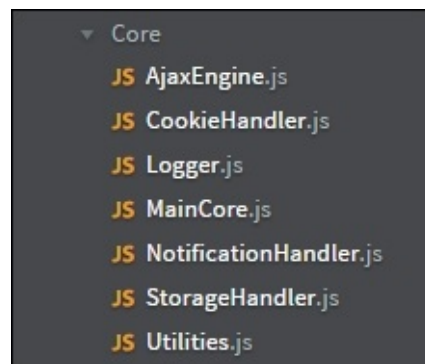 Core
JS AjaxEngine.js
JS CookieHandler.js
JS Logger.js
JS MainCore.js
JS NotificationHandler.js
JS StorageHandler.js
JS Utilities.js